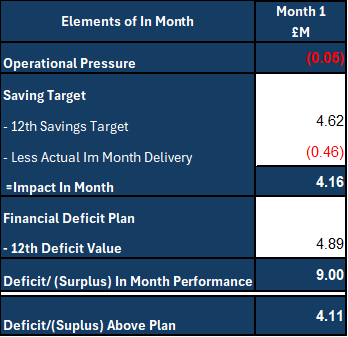 Elements of In Month Month 1
£M
Operational Pressure (0.05)
Saving Target
- 12th Savings Target 4.62
- Less Actual Im Month Delivery (0.46)
=Impact In Month 4.16
Financial Deficit Plan
- 12th Deficit Value 4.89
Deficit/ (Surplus) In Month Performance 9.00
Deficit/(Suplus) Above Plan 4.11